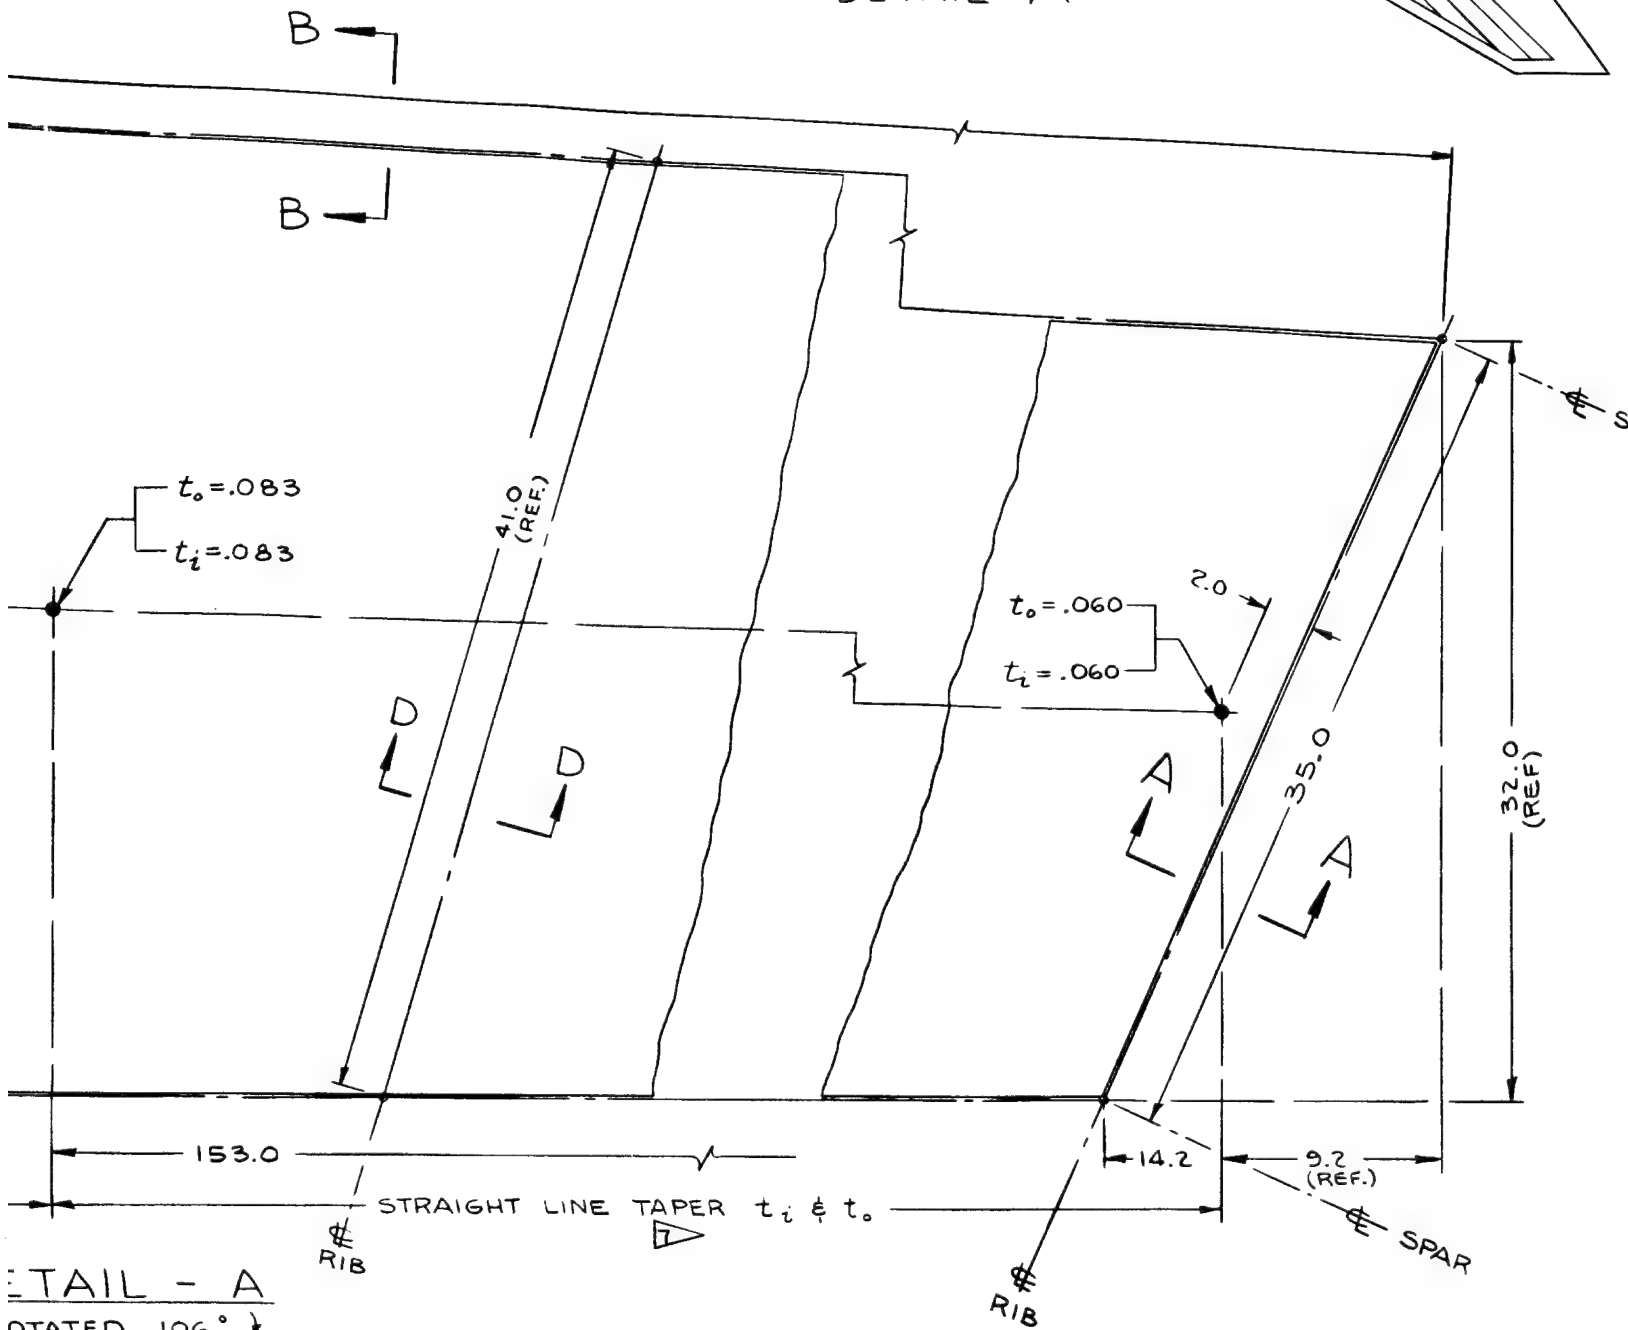 B
B
41.0
(REF.)
t₀=.083
tᵢ=.083
2.0
t₀=.060
tᵢ=.060
D
D
A
A
35.0
32.0
(REF)
153.0
14.2
9.2
(REF.)
STRAIGHT LINE TAPER tᵢ & t₀
7
℄
RIB
℄ SPAR
℄
RIB
℄ S
ETAIL - A